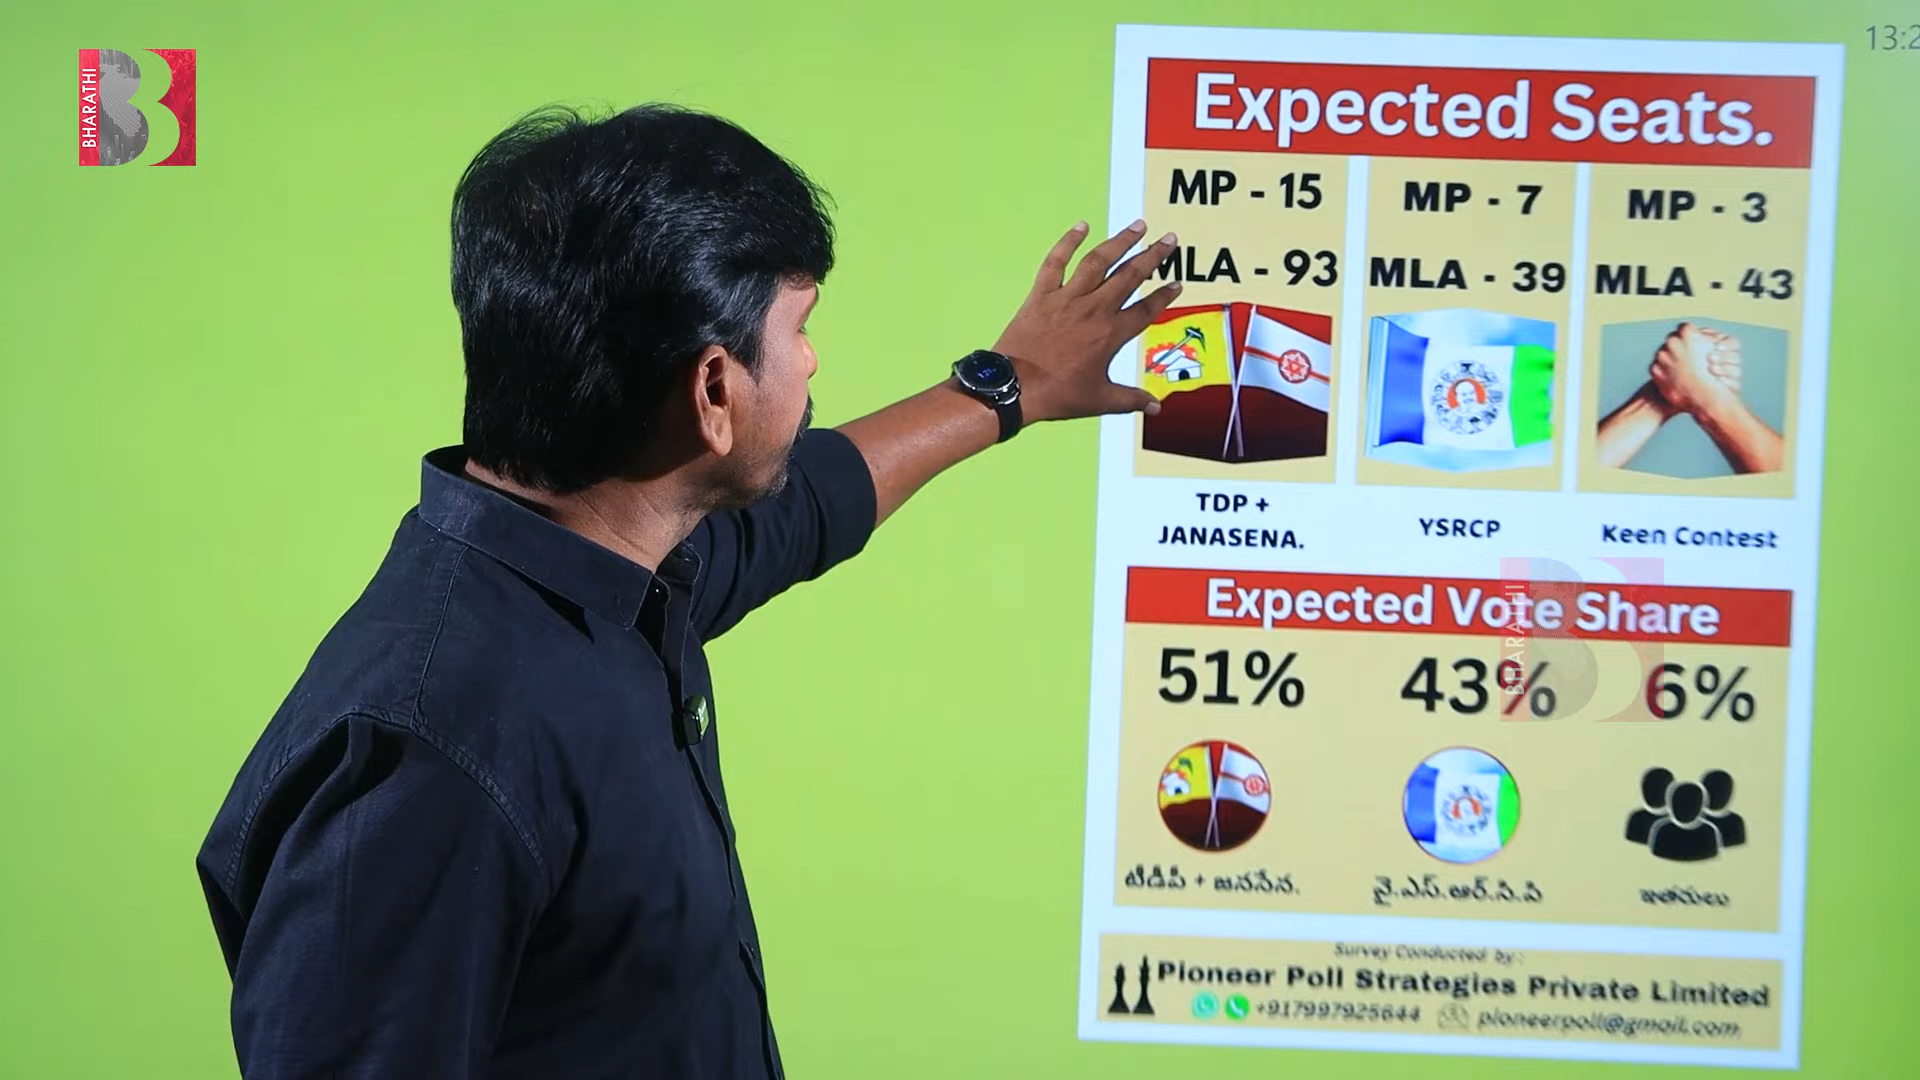 BHARATHI
13:2
Expected Seats.
MP - 15
MLA - 93
TDP +
JANASENA.
MP - 7
MLA - 39
YSRCP
MP - 3
MLA - 43
Keen Contest
Expected Vote Share
BHARATHI
51%
43%
6%
టీడీపీ + జనసేన.
వై.ఎస్.ఆర్.సి.పి
ఇతరులు
Survey Conducted by:
Pioneer Poll Strategies Private Limited
+917997925644 pioneerpoll@gmail.com